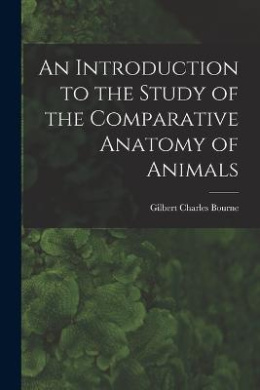 An Introduction
to the Study of
the Comparative
Anatomy of
Animals
Gilbert Charles Bourne